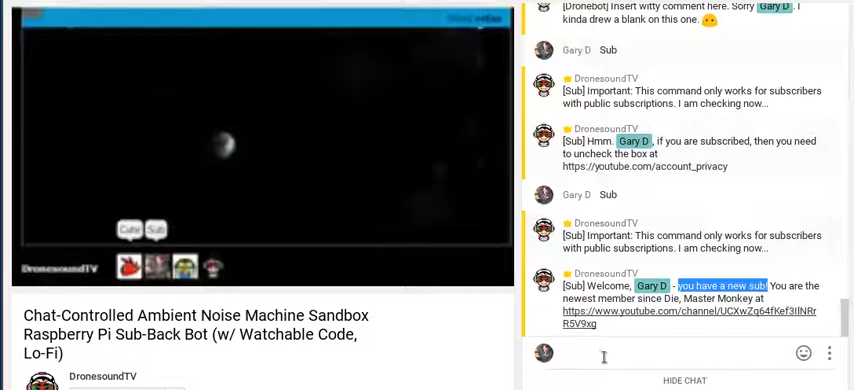 Cute Sub
DronesoundTV
Chat-Controlled Ambient Noise Machine Sandbox
Raspberry Pi Sub-Back Bot (w/ Watchable Code,
Lo-Fi)
DronesoundTV
[Dronebot] Insert witty comment here. Sorry Gary D. I
kinda drew a blank on this one.
Gary D Sub
DronesoundTV
[Sub] Important: This command only works for subscribers
with public subscriptions. I am checking now...
DronesoundTV
[Sub] Hmm. Gary D, if you are subscribed, then you need
to uncheck the box at
https://youtube.com/account_privacy
Gary D Sub
DronesoundTV
[Sub] Important: This command only works for subscribers
with public subscriptions. I am checking now...
DronesoundTV
[Sub] Welcome, Gary D - you have a new sub! You are the
newest member since Die, Master Monkey at
https://www.youtube.com/channel/UCXwZq64fKef3IlNRr
R5V9xg
HIDE CHAT